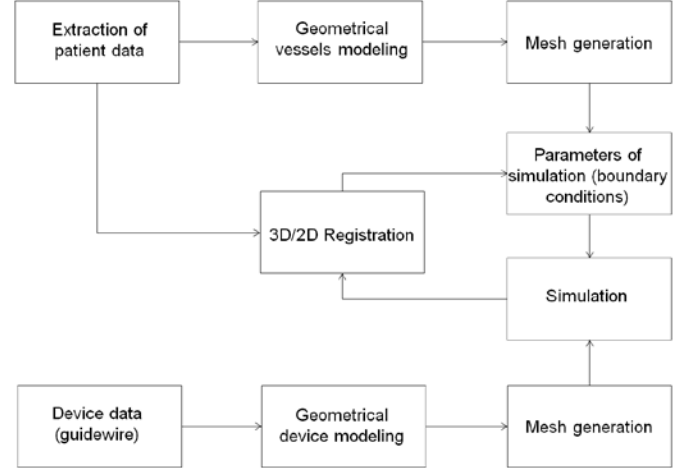 Extraction of
patient data
Geometrical
vessels modeling
Mesh generation
Parameters of
simulation (boundary
conditions)
3D/2D Registration
Simulation
Device data
(guidewire)
Geometrical
device modeling
Mesh generation